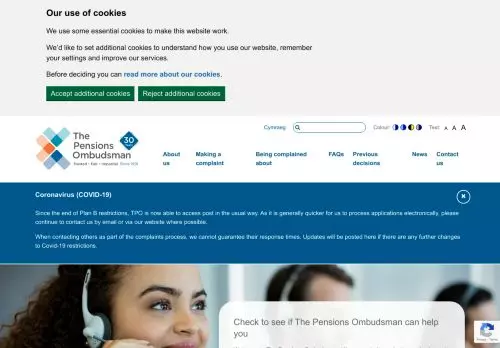 Our use of cookies
We use some essential cookies to make this website work.
We'd like to set additional cookies to understand how you use our website, remember
your settings and improve our services.
Before deciding you can read more about our cookies.
Accept additional cookies
Reject additional cookies
Cymraeg
Colour:
Text: A A A
The
Pensions
Ombudsman
30
Trusted • Fair • Impartial Since 1991
About
us
Making a
complaint
Being complained
about
FAQs
Previous
decisions
News
Contact
us
Coronavirus (COVID-19)
Since the end of Plan B restrictions, TPO is now able to access post in the usual way. As it is generally quicker for us to process applications electronically, please
continue to contact us by email or via our website where possible.
When contacting others as part of the complaints process, we cannot guarantee their response times. Updates will be posted here if there are any further changes
to Covid-19 restrictions.
Check to see if The Pensions Ombudsman can help
you
Privacy - Terms